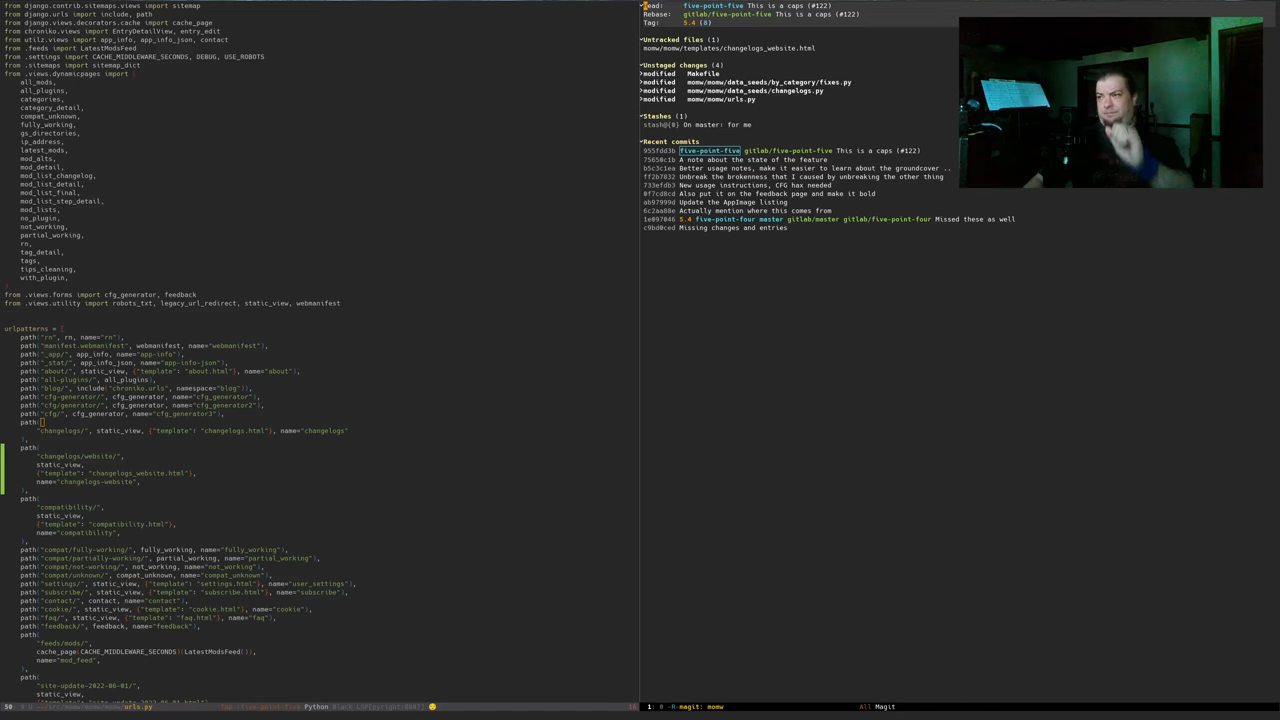 from django.contrib.sitemaps.views import sitemap
from django.urls import include, path
from django.views.decorators.cache import cache_page
from chroniko.views import EntryDetailView, entry_edit
from utilz.views import app_info, app_info_json, contact
from .feeds import LatestModsFeed
from .settings import CACHE_MIDDLEWARE_SECONDS, DEBUG, USE_ROBOTS
from .sitemaps import sitemap_dict
from .views.dynamicpages import (
    all_mods,
    all_plugins,
    categories,
    category_detail,
    compat_unknown,
    fully_working,
    gs_directories,
    ip_address,
    latest_mods,
    mod_alts,
    mod_detail,
    mod_list_changelog,
    mod_list_detail,
    mod_list_final,
    mod_list_step_detail,
    mod_lists,
    no_plugin,
    not_working,
    partial_working,
    rn,
    tag_detail,
    tags,
    tips_cleaning,
    with_plugin,
)
from .views.forms import cfg_generator, feedback
from .views.utility import robots_txt, legacy_url_redirect, static_view, webmanifest
urlpatterns = [
    path("rn", rn, name="rn"),
    path("manifest.webmanifest", webmanifest, name="webmanifest"),
    path("_app/", app_info, name="app-info"),
    path("_stat/", app_info_json, name="app-info-json"),
    path("about/", static_view, {"template": "about.html"}, name="about"),
    path("all-plugins/", all_plugins),
    path("blog/", include("chroniko.urls", namespace="blog")),
    path("cfg-generator/", cfg_generator, name="cfg_generator"),
    path("cfg/generator/", cfg_generator, name="cfg_generator2"),
    path("cfg/", cfg_generator, name="cfg_generator3"),
    path(
        "changelogs/", static_view, {"template": "changelogs.html"}, name="changelogs"
    ),
    path(
        "changelogs/website/",
        static_view,
        {"template": "changelogs_website.html"},
        name="changelogs-website",
    ),
    path(
        "compatibility/",
        static_view,
        {"template": "compatibility.html"},
        name="compatibility",
    ),
    path("compat/fully-working/", fully_working, name="fully_working"),
    path("compat/partially-working/", partial_working, name="partial_working"),
    path("compat/not-working/", not_working, name="not_working"),
    path("compat/unknown/", compat_unknown, name="compat_unknown"),
    path("settings/", static_view, {"template": "settings.html"}, name="user_settings"),
    path("subscribe/", static_view, {"template": "subscribe.html"}, name="subscribe"),
    path("contact/", contact, name="contact"),
    path("cookie/", static_view, {"template": "cookie.html"}, name="cookie"),
    path("faq/", static_view, {"template": "faq.html"}, name="faq"),
    path("feedback/", feedback, name="feedback"),
    path(
        "feeds/mods/",
        cache_page(CACHE_MIDDLEWARE_SECONDS)(LatestModsFeed()),
        name="mod_feed",
    ),
    path(
        "site-update-2022-06-01/",
        static_view,
50 ~/src/momw/momw/momw/urls.py Top five-point-five Python
Head: five-point-five This is a caps (#122)
Rebase: gitlab/five-point-five This is a caps (#122)
Tag: 5.4 (8)
Untracked files (1)
momw/momw/templates/changelogs_website.html
Unstaged changes (4)
modified Makefile
modified momw/momw/data_seeds/by_category/fixes.py
modified momw/momw/data_seeds/changelogs.py
modified momw/momw/urls.py
Stashes (1)
stash@{0} On master: for me
Recent commits
955fdd3b five-point-five gitlab/five-point-five This is a caps (#122)
75650c1b A note about the state of the feature
b5c3c1ea Better usage notes, make it easier to learn about the groundcover ..
ff2b7832 Unbreak the brokenness that I caused by unbreaking the other thing
733efdb3 New usage instructions, CFG hax needed
0f7cd8cd Also put it on the feedback page and make it bold
ab97999d Update the AppImage listing
6c2aa88e Actually mention where this comes from
1e897046 5.4 five-point-four master gitlab/master gitlab/five-point-four Missed these as well
c9bd0ced Missing changes and entries
1: 0 -R-magit: momw All Magit